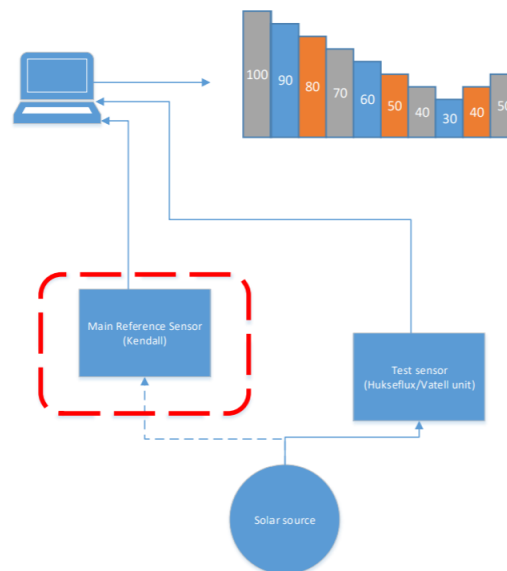 100
90
80
70
60
50
40
30
40
50
Main Reference Sensor
(Kendall)
Test sensor
(Hukseflux/Vatell unit)
Solar source